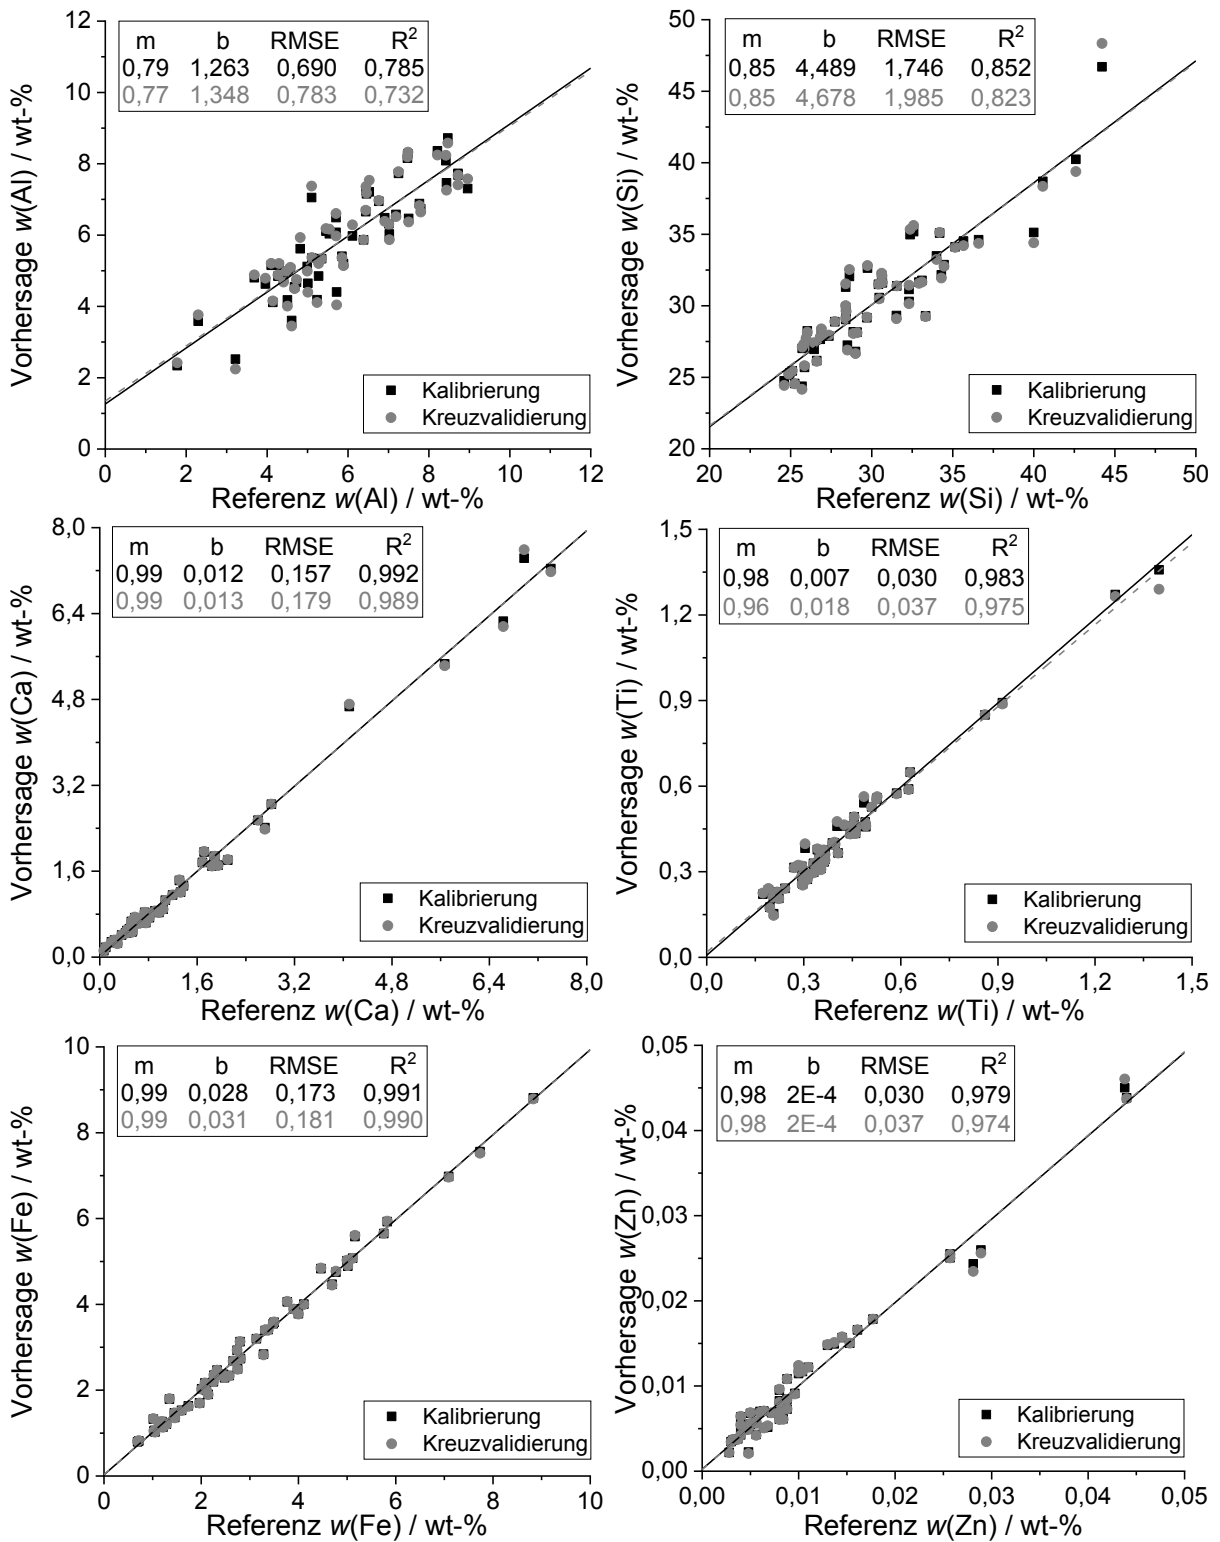 m b RMSE R²
0,79 1,263 0,690 0,785
0,77 1,348 0,783 0,732
12
10
8
6
4
2
0
Vorhersage w(Al) / wt-%
Kalibrierung
Kreuzvalidierung
0 2 4 6 8 10 12
Referenz w(Al) / wt-%
m b RMSE R²
0,85 4,489 1,746 0,852
0,85 4,678 1,985 0,823
50
45
40
35
30
25
20
Vorhersage w(Si) / wt-%
Kalibrierung
Kreuzvalidierung
20 25 30 35 40 45 50
Referenz w(Si) / wt-%
m b RMSE R²
0,99 0,012 0,157 0,992
0,99 0,013 0,179 0,989
8,0
6,4
4,8
3,2
1,6
0,0
Vorhersage w(Ca) / wt-%
Kalibrierung
Kreuzvalidierung
0,0 1,6 3,2 4,8 6,4 8,0
Referenz w(Ca) / wt-%
m b RMSE R²
0,98 0,007 0,030 0,983
0,96 0,018 0,037 0,975
1,5
1,2
0,9
0,6
0,3
0,0
Vorhersage w(Ti) / wt-%
Kalibrierung
Kreuzvalidierung
0,0 0,3 0,6 0,9 1,2 1,5
Referenz w(Ti) / wt-%
m b RMSE R²
0,99 0,028 0,173 0,991
0,99 0,031 0,181 0,990
10
8
6
4
2
0
Vorhersage w(Fe) / wt-%
Kalibrierung
Kreuzvalidierung
0 2 4 6 8 10
Referenz w(Fe) / wt-%
m b RMSE R²
0,98 2E-4 0,030 0,979
0,98 2E-4 0,037 0,974
0,05
0,04
0,03
0,02
0,01
0,00
Vorhersage w(Zn) / wt-%
Kalibrierung
Kreuzvalidierung
0,00 0,01 0,02 0,03 0,04 0,05
Referenz w(Zn) / wt-%